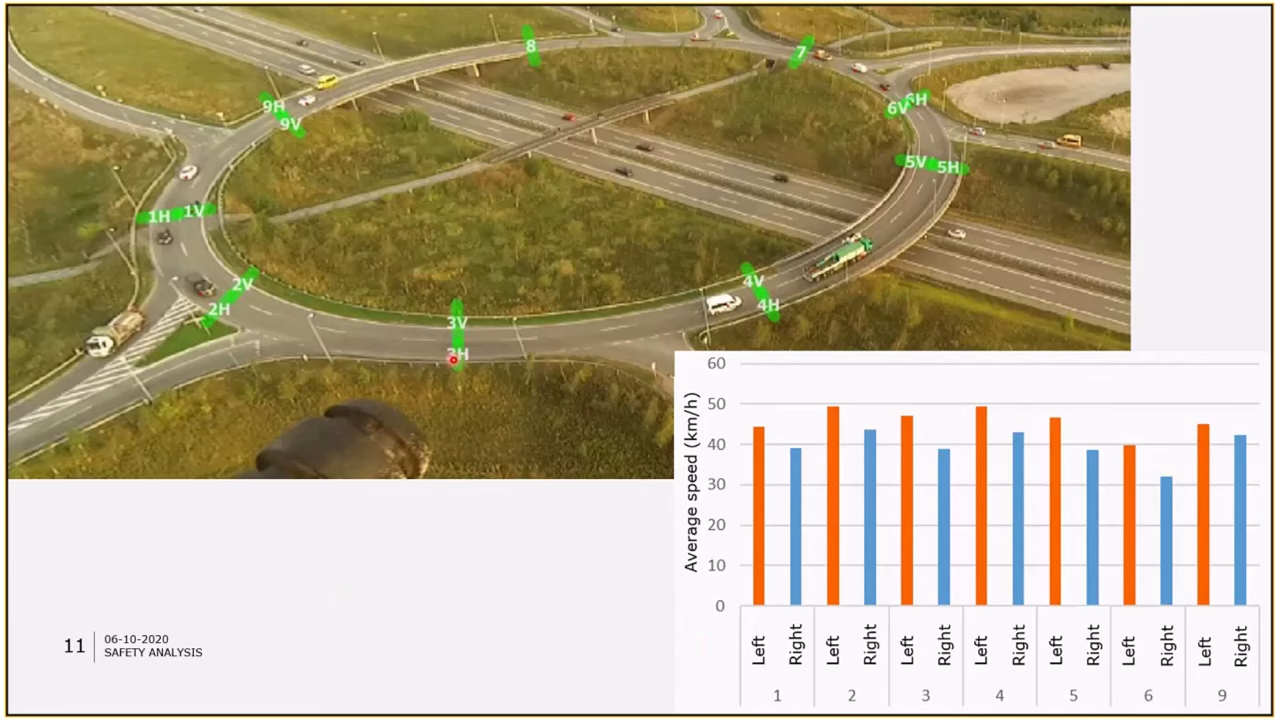 8
7
9H
9V
6H
6V
5V
5H
1H
1V
2V
2H
4V
4H
3V
3H
60
50
40
30
20
10
0
Average speed (km/h)
Left
Right
Left
Right
Left
Right
Left
Right
Left
Right
Left
Right
Left
Right
1
2
3
4
5
6
9
11
06-10-2020
SAFETY ANALYSIS